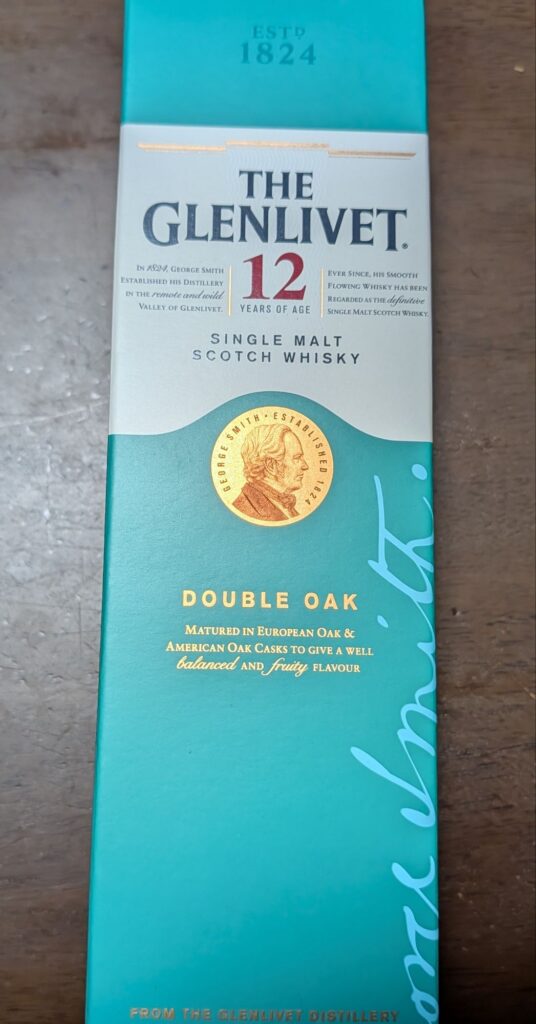 ESTD
1824
THE
GLENLIVET®
12
YEARS OF AGE
IN 1824, GEORGE SMITH
ESTABLISHED HIS DISTILLERY
IN THE remote and wild
VALLEY OF GLENLIVET.
EVER SINCE, HIS SMOOTH
FLOWING WHISKY HAS BEEN
REGARDED AS THE definitive
SINGLE MALT SCOTCH WHISKY.
SINGLE MALT
SCOTCH WHISKY
GEORGE SMITH · ESTABLISHED 1824
DOUBLE OAK
MATURED IN EUROPEAN OAK &
AMERICAN OAK CASKS TO GIVE A WELL
balanced AND fruity FLAVOUR
Smith.
FROM THE GLENLIVET DISTILLERY